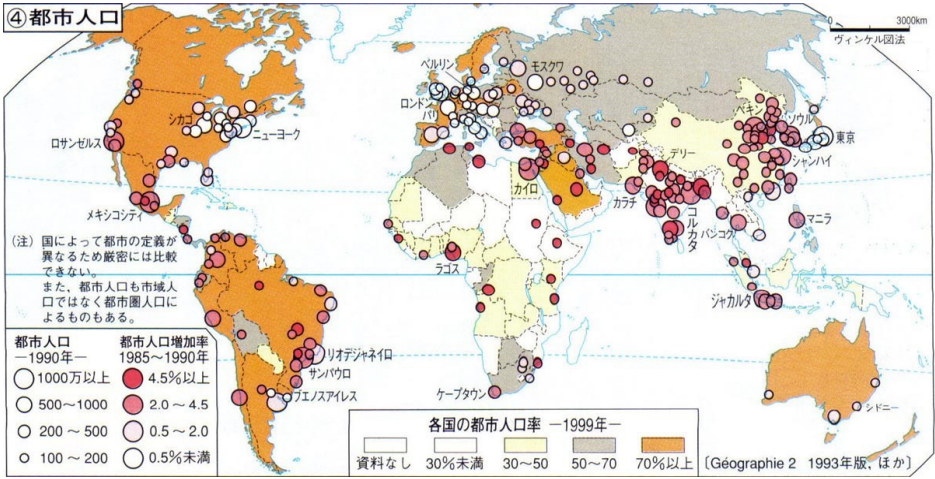 ④都市人口
0 3000km
ヴィンケル図法
ベルリン
モスクワ
ロンドン
パリ
シカゴ
ニューヨーク
ロサンゼルス
ペキン
ソウル
東京
デリー
シャンハイ
カイロ
カラチ
コルカタ
バンコク
マニラ
メキシコシティ
ラゴス
ジャカルタ
(注) 国によって都市の定義が
異なるため厳密には比較
できない。
また、都市人口も市域人
口ではなく都市圏人口に
よるものもある。
リオデジャネイロ
サンパウロ
ブエノスアイレス
ケープタウン
シドニー
都市人口
―1990年―
1000万以上
500〜1000
200〜500
100〜200
都市人口増加率
1985〜1990年
4.5%以上
2.0〜4.5
0.5〜2.0
0.5%未満
各国の都市人口率 ―1999年―
資料なし 30%未満 30〜50 50〜70 70%以上
〔Géographie 2 1993年版, ほか〕